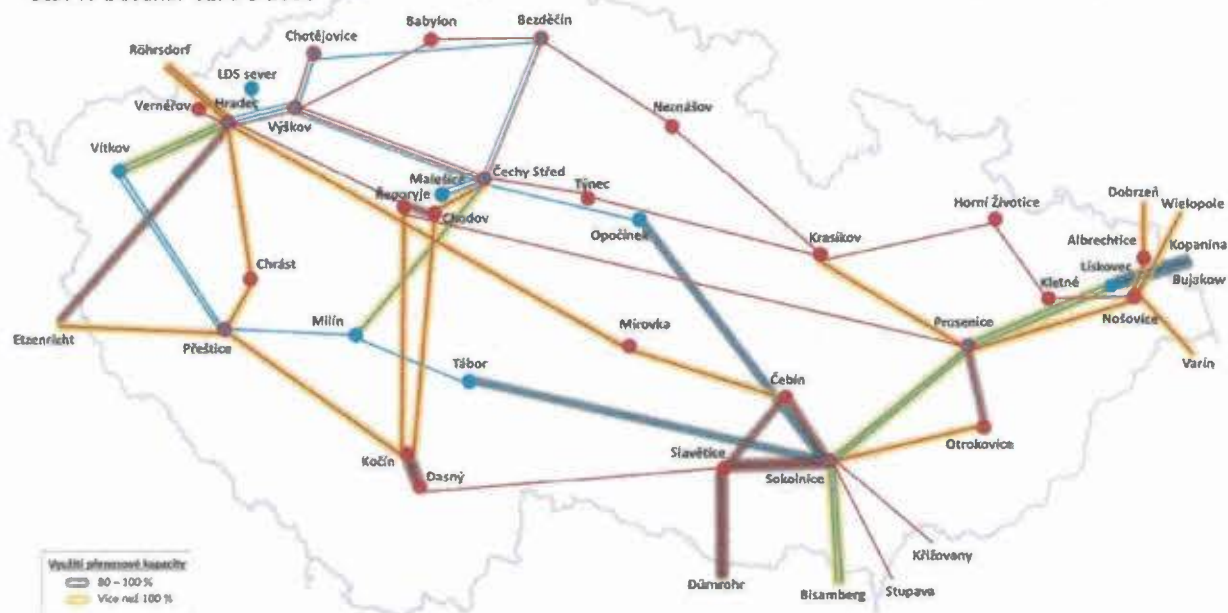 Babylon
Bezděčín
Chotějovice
Röhrsdorf
LDS sever
Vernéřov
Hradec
Výškov
Neznášov
Vítkov
Malešice
Čechy Střed
Řeporyje
Chodov
Týnec
Opočínek
Krasíkov
Horní Životice
Dobrzeń
Wielopole
Albrechtice
Kopanina
Lískovec
Bujakow
Kletné
Nošovice
Varín
Chrást
Etzenricht
Přeštice
Milín
Mírovka
Prosenice
Tábor
Čebín
Otrokovice
Kočín
Dasný
Slavětice
Sokolnice
Křižovany
Stupava
Dürnrohr
Bisamberg
Využití přenosové kapacity
80 – 100 %
Více než 100 %